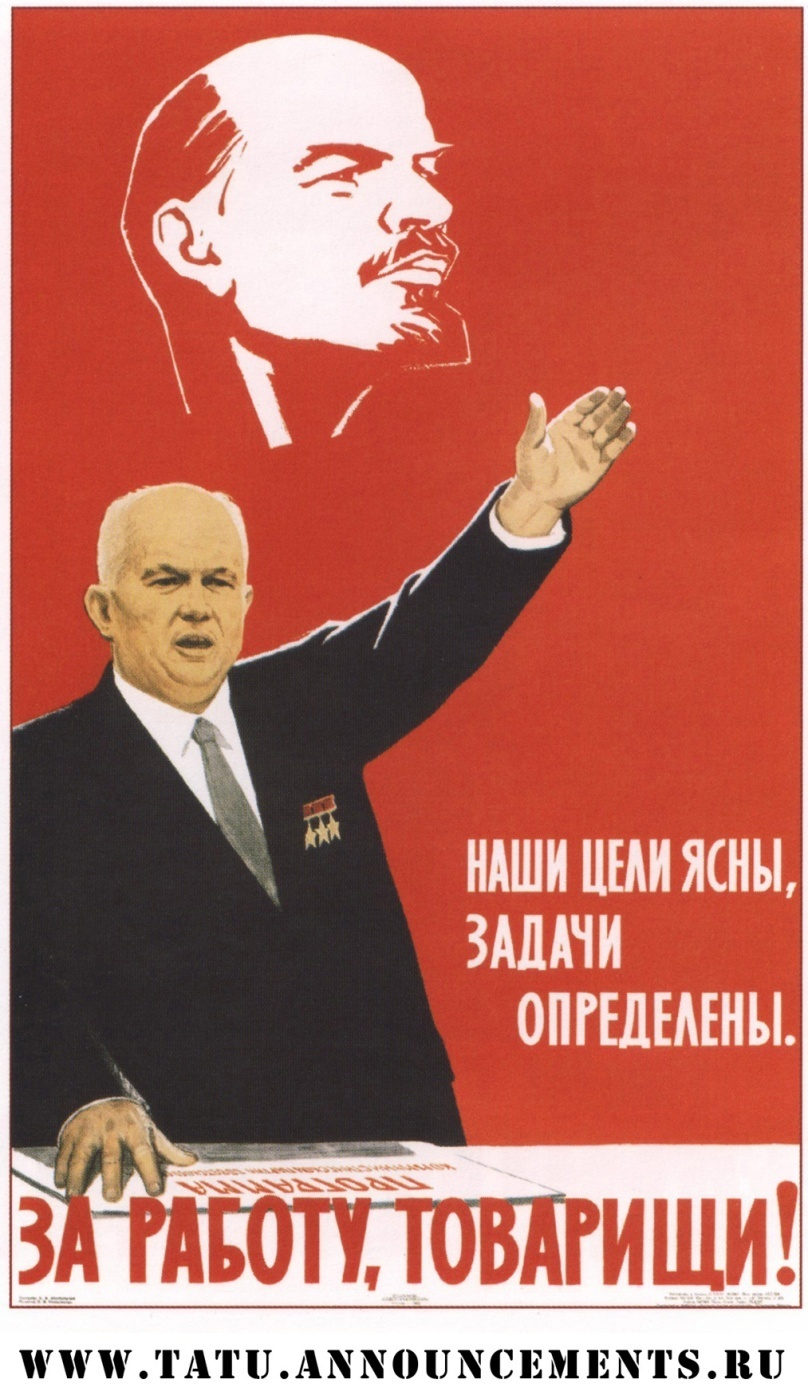 НАШИ ЦЕЛИ ЯСНЫ,
ЗАДАЧИ
ОПРЕДЕЛЕНЫ.
ПРОГРАММА
ЗА РАБОТУ, ТОВАРИЩИ!
WWW.TATU.ANNOUNCEMENTS.RU